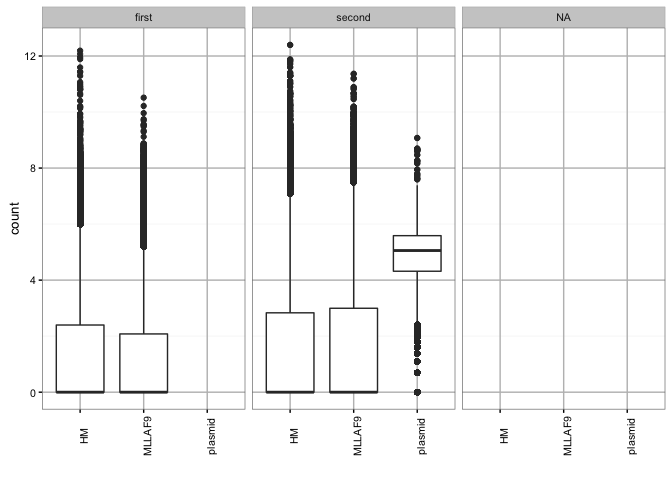 first
second
NA
12
8
4
0
count
HM
MLLAF9
plasmid
HM
MLLAF9
plasmid
HM
MLLAF9
plasmid